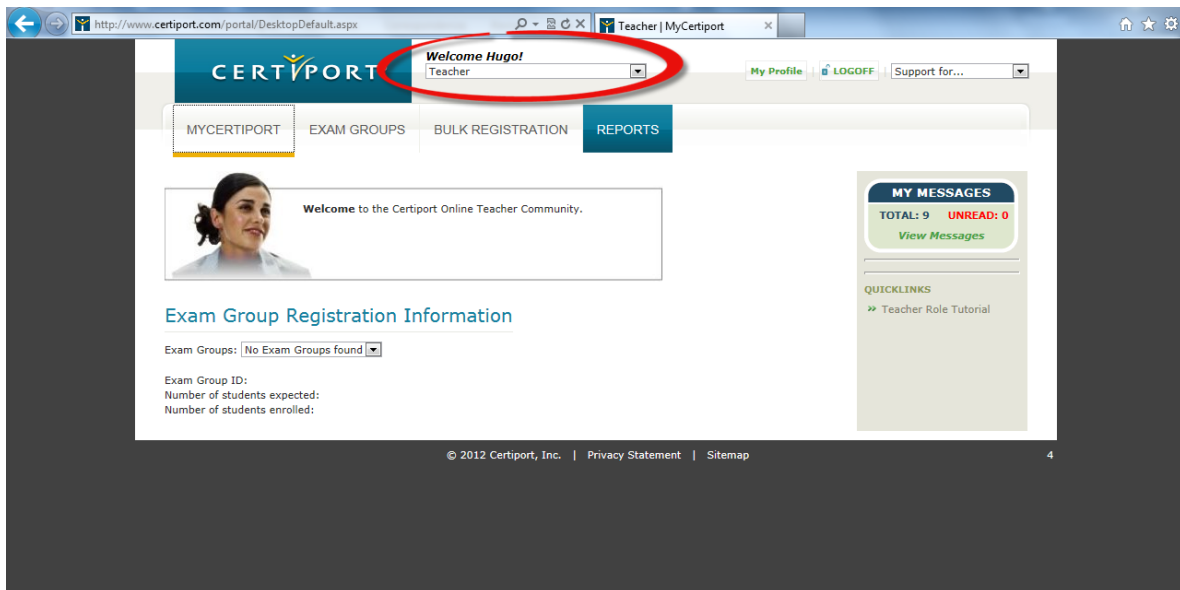 http://www.certiport.com/portal/DesktopDefault.aspx
Teacher | MyCertiport
CERTIPORT
Welcome Hugo!
Teacher
My Profile
LOGOFF
Support for...
MYCERTIPORT
EXAM GROUPS
BULK REGISTRATION
REPORTS
Welcome to the Certiport Online Teacher Community.
MY MESSAGES
TOTAL: 9 UNREAD: 0
View Messages
QUICKLINKS
» Teacher Role Tutorial
Exam Group Registration Information
Exam Groups: No Exam Groups found
Exam Group ID:
Number of students expected:
Number of students enrolled:
© 2012 Certiport, Inc. | Privacy Statement | Sitemap
4